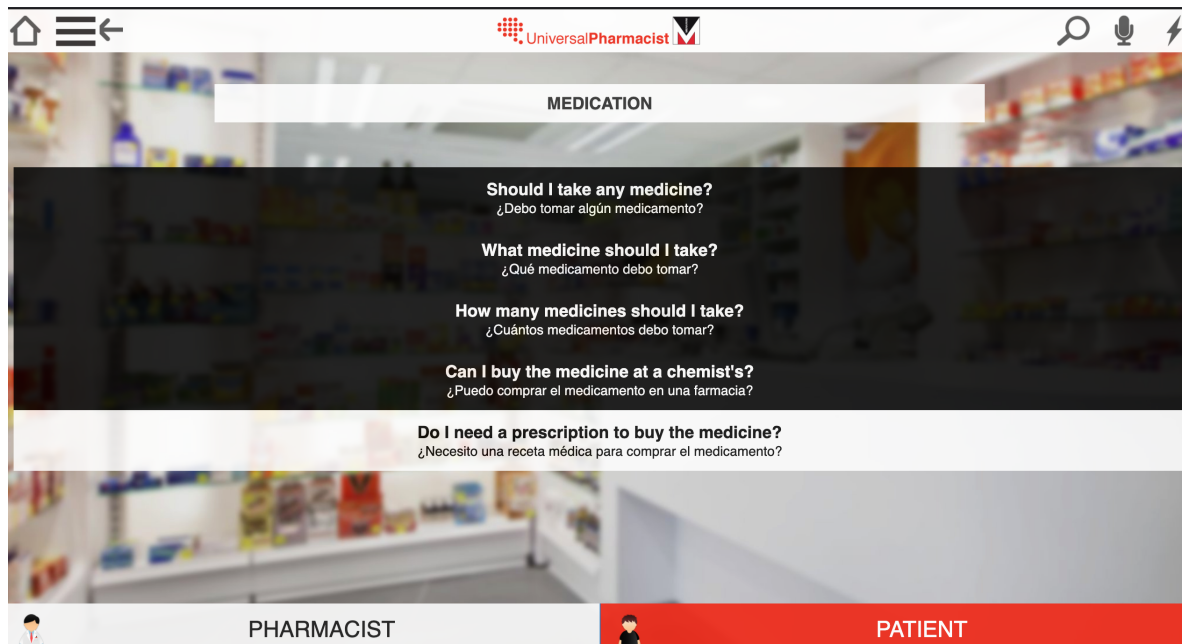 UniversalPharmacist
MEDICATION
Should I take any medicine?
¿Debo tomar algún medicamento?
What medicine should I take?
¿Qué medicamento debo tomar?
How many medicines should I take?
¿Cuántos medicamentos debo tomar?
Can I buy the medicine at a chemist's?
¿Puedo comprar el medicamento en una farmacia?
Do I need a prescription to buy the medicine?
¿Necesito una receta médica para comprar el medicamento?
PHARMACIST
PATIENT